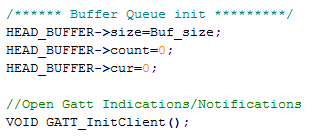 /****** Buffer Queue init *********/
HEAD_BUFFER->size=Buf_size;
HEAD_BUFFER->count=0;
HEAD_BUFFER->cur=0;
//Open Gatt Indications/Notifications
VOID GATT_InitClient();